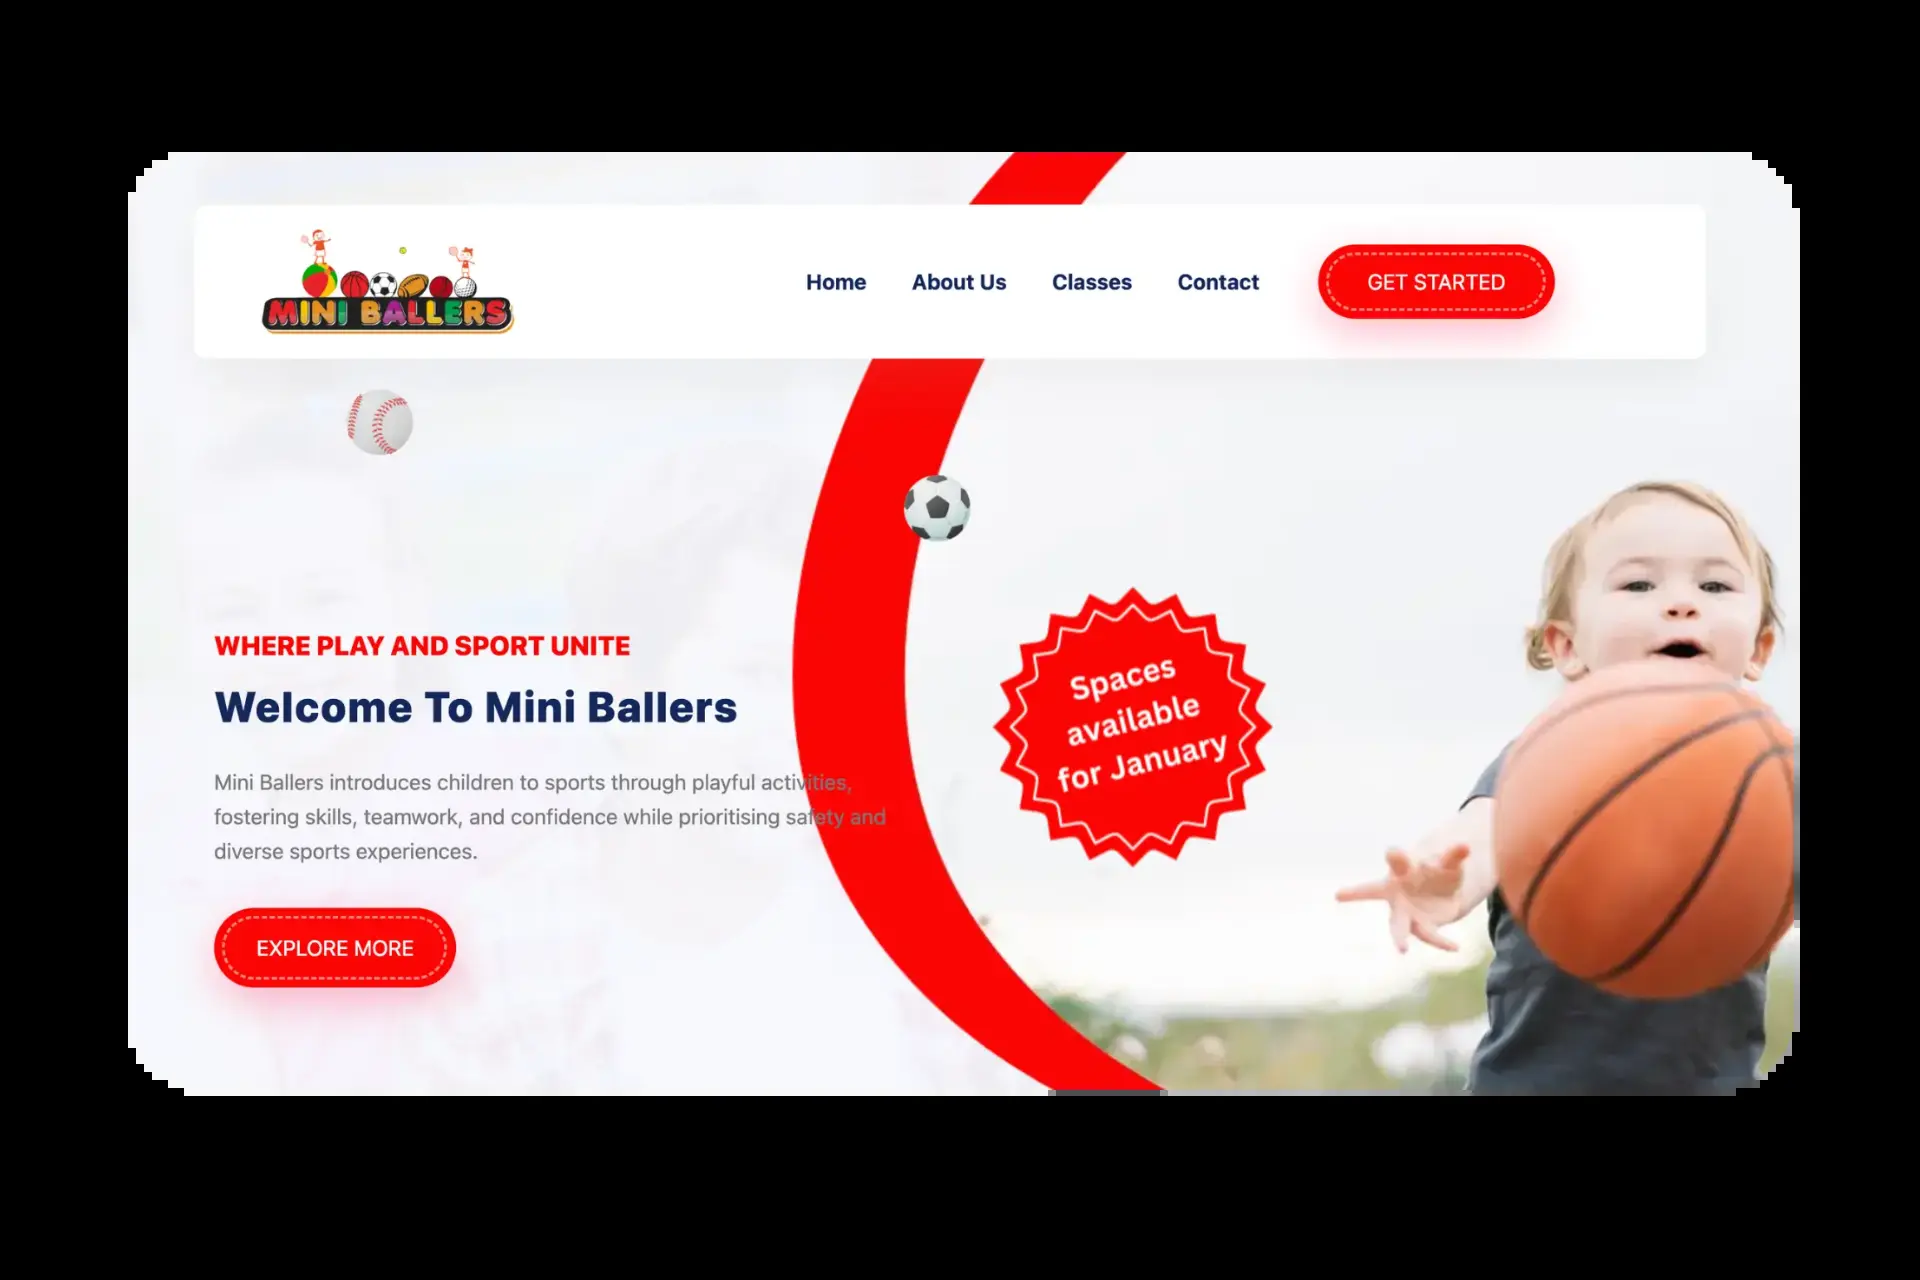 MINI BALLERS
Home
About Us
Classes
Contact
GET STARTED
WHERE PLAY AND SPORT UNITE
Welcome To Mini Ballers
Mini Ballers introduces children to sports through playful activities,
fostering skills, teamwork, and confidence while prioritising safety and
diverse sports experiences.
EXPLORE MORE
Spaces
available
for January